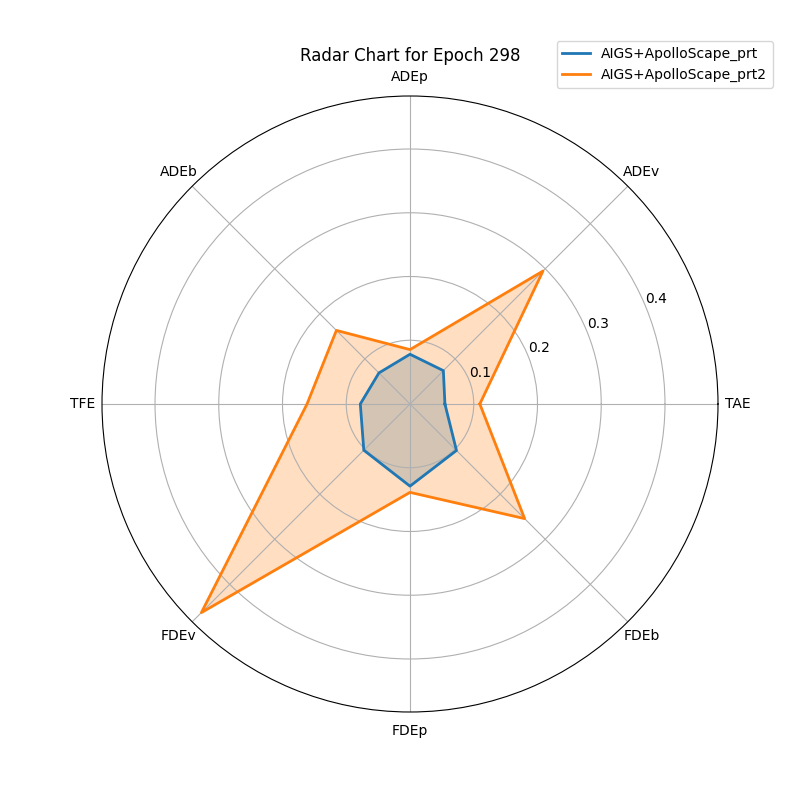 Radar Chart for Epoch 298
AIGS+ApolloScape_prt
AIGS+ApolloScape_prt2
ADEp
ADEb
ADEv
0.4
0.3
0.2
0.1
TFE
TAE
FDEv
FDEb
FDEp